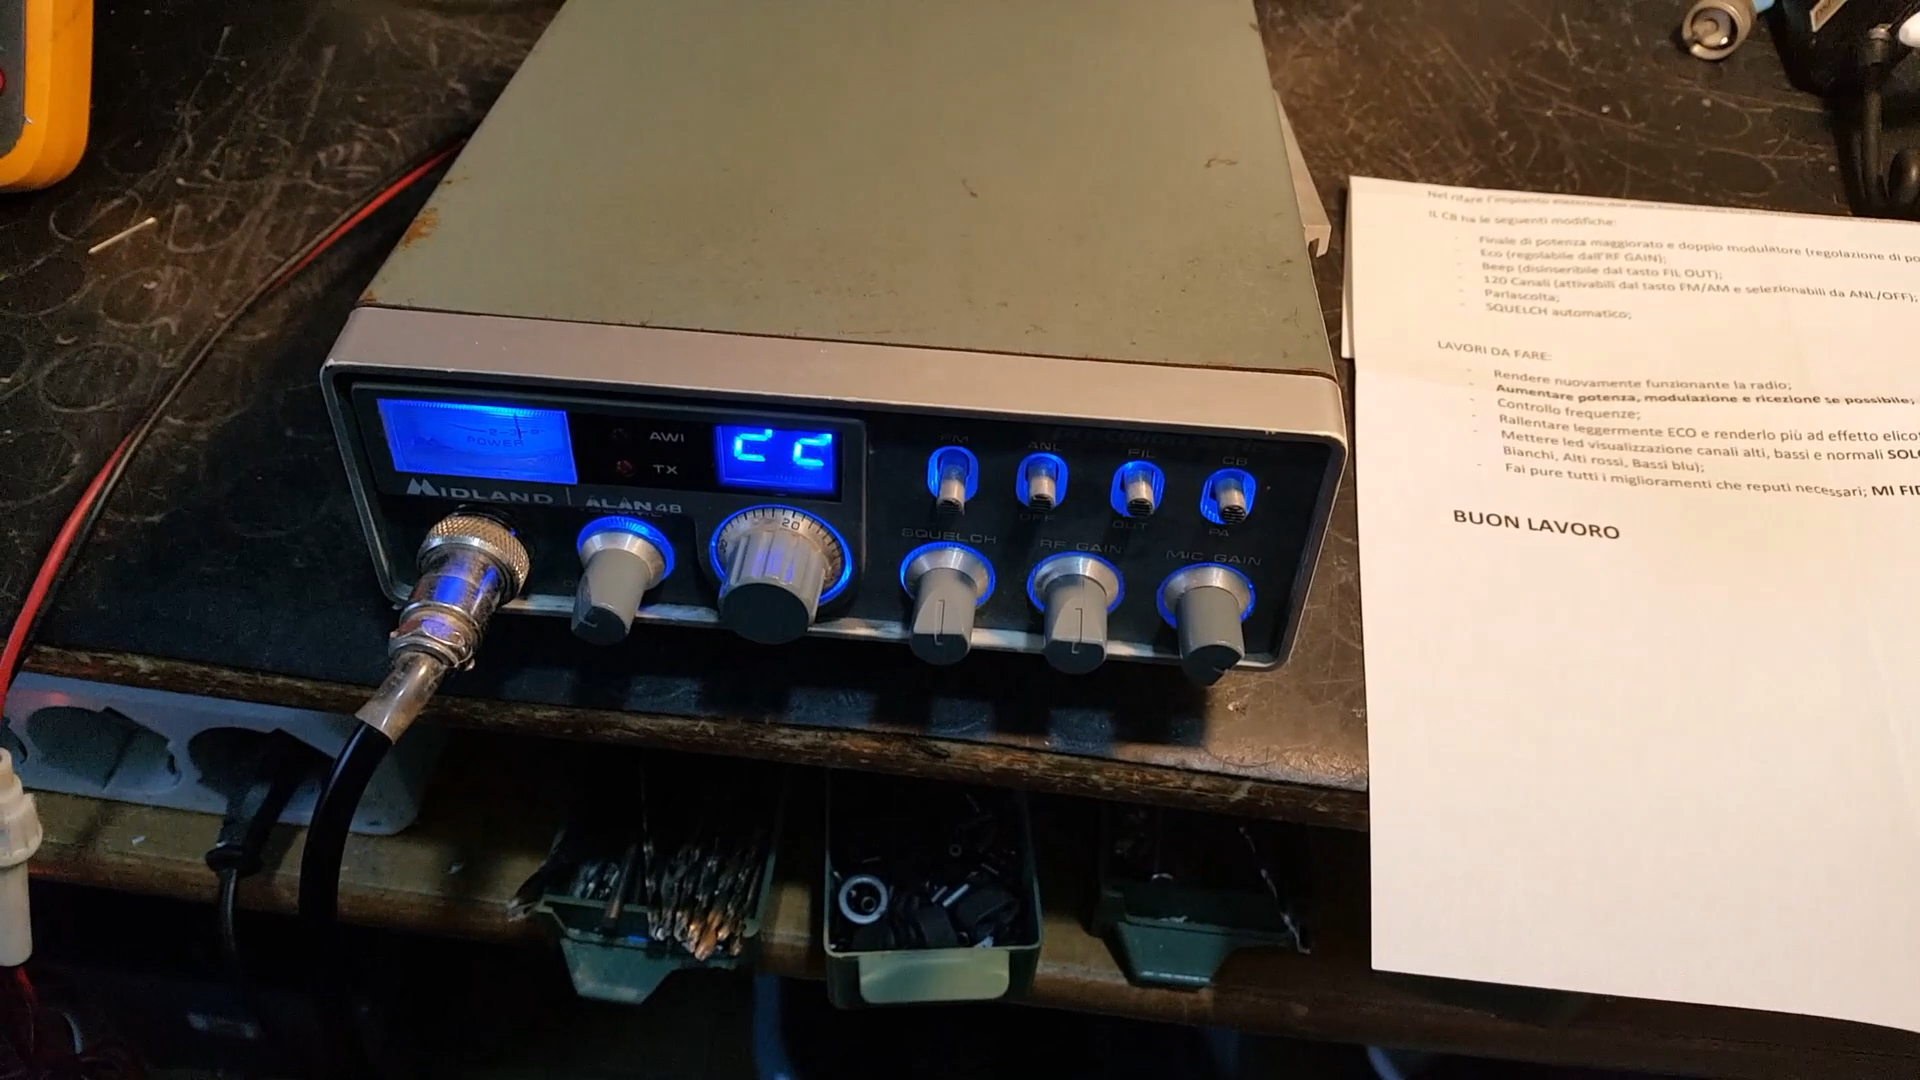 POWER
AWI
TX
MIDLAND | ALAN 48
20
FM
ANL
FIL
CB
OFF
OUT
PA
SQUELCH
RF GAIN
MIC GAIN
Nel rifare l'impianto
IL CB ha le seguenti modifiche:
- Finale di potenza maggiorato e doppio modulatore (regolazione di po
- Eco (regolabile dall'RF GAIN);
- Beep (disinseribile dal tasto FIL OUT);
- 120 Canali (attivabili dal tasto FM/AM e selezionabili da ANL/OFF);
- Parlascolta;
- SQUELCH automatico;
LAVORI DA FARE:
- Rendere nuovamente funzionante la radio;
- Aumentare potenza, modulazione e ricezione se possibile;
- Controllo frequenze;
- Rallentare leggermente ECO e renderlo più ad effetto elico
- Mettere led visualizzazione canali alti, bassi e normali SOLO
Bianchi, Alti rossi, Bassi blu);
- Fai pure tutti i miglioramenti che reputi necessari; MI FID
BUON LAVORO